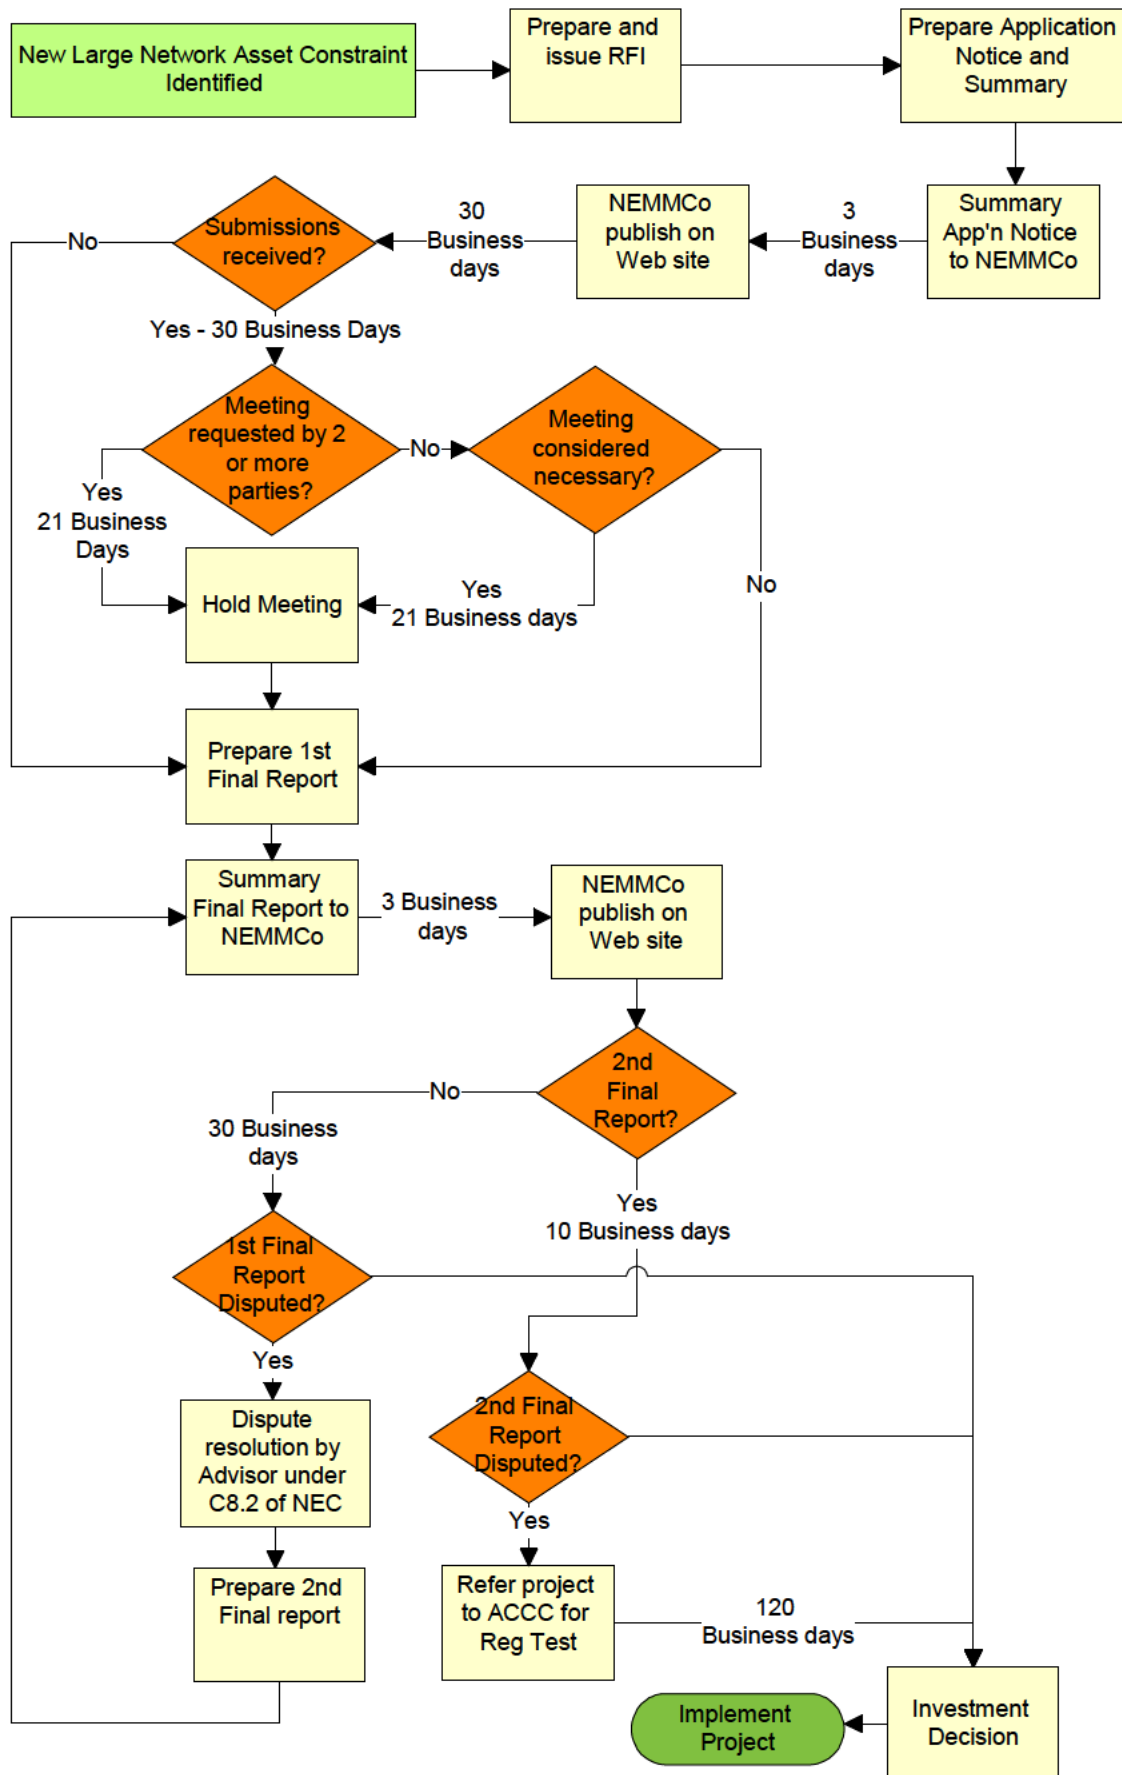 New Large Network Asset Constraint
Identified
Prepare and
issue RFI
Prepare Application
Notice and
Summary
Submissions
received?
No
30
Business
days
NEMMCo
publish on
Web site
3
Business
days
Summary
App'n Notice
to NEMMCo
Yes - 30 Business Days
Meeting
requested by 2
or more
parties?
No
Meeting
considered
necessary?
Yes
21 Business
Days
Hold Meeting
Yes
21 Business days
No
Prepare 1st
Final Report
Summary
Final Report to
NEMMCo
3 Business
days
NEMMCo
publish on
Web site
2nd
Final
Report?
No
30 Business
days
Yes
10 Business days
1st Final
Report
Disputed?
Yes
Dispute
resolution by
Advisor under
C8.2 of NEC
2nd Final
Report
Disputed?
Yes
Prepare 2nd
Final report
Refer project
to ACCC for
Reg Test
120
Business days
Implement
Project
Investment
Decision